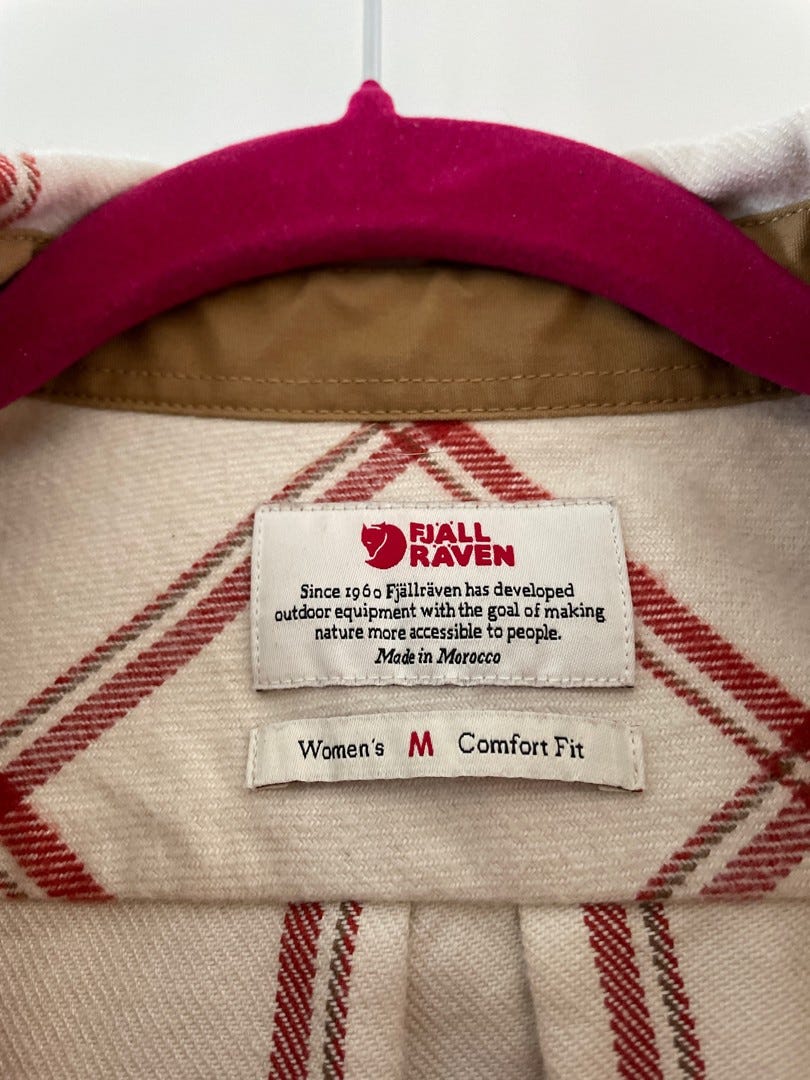 FJÄLL
RÄVEN
Since 1960 Fjällräven has developed
outdoor equipment with the goal of making
nature more accessible to people.
Made in Morocco
Women's M Comfort Fit